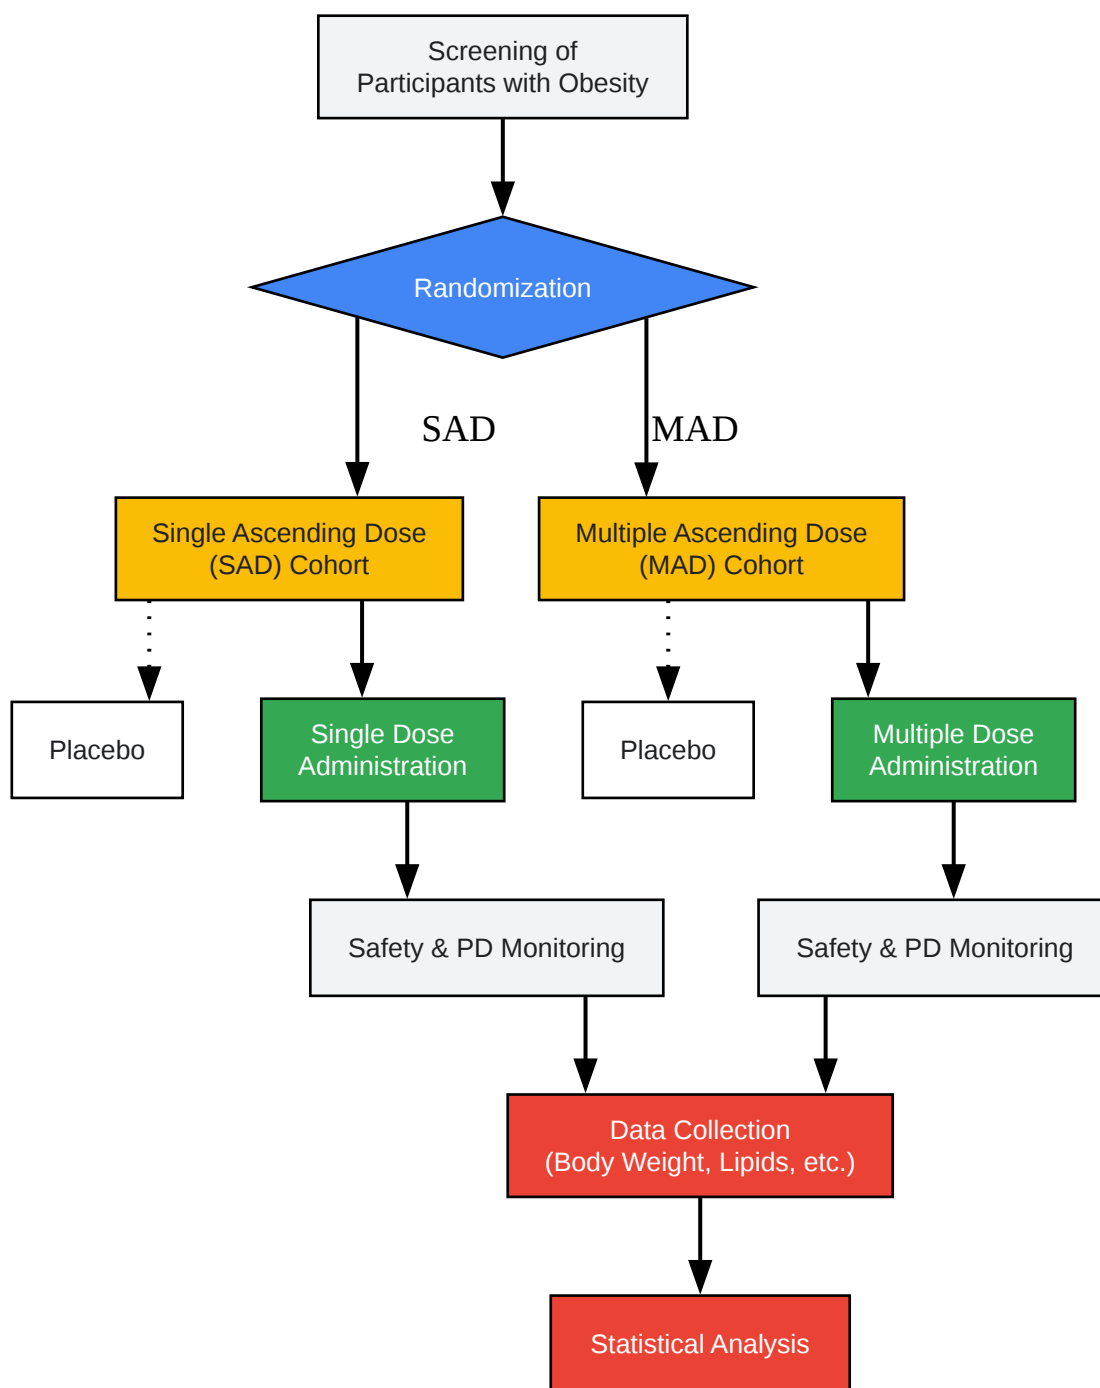 Screening of
Participants with Obesity
Randomization
SAD
MAD
Single Ascending Dose
(SAD) Cohort
Multiple Ascending Dose
(MAD) Cohort
Placebo
Single Dose
Administration
Placebo
Multiple Dose
Administration
Safety & PD Monitoring
Safety & PD Monitoring
Data Collection
(Body Weight, Lipids, etc.)
Statistical Analysis